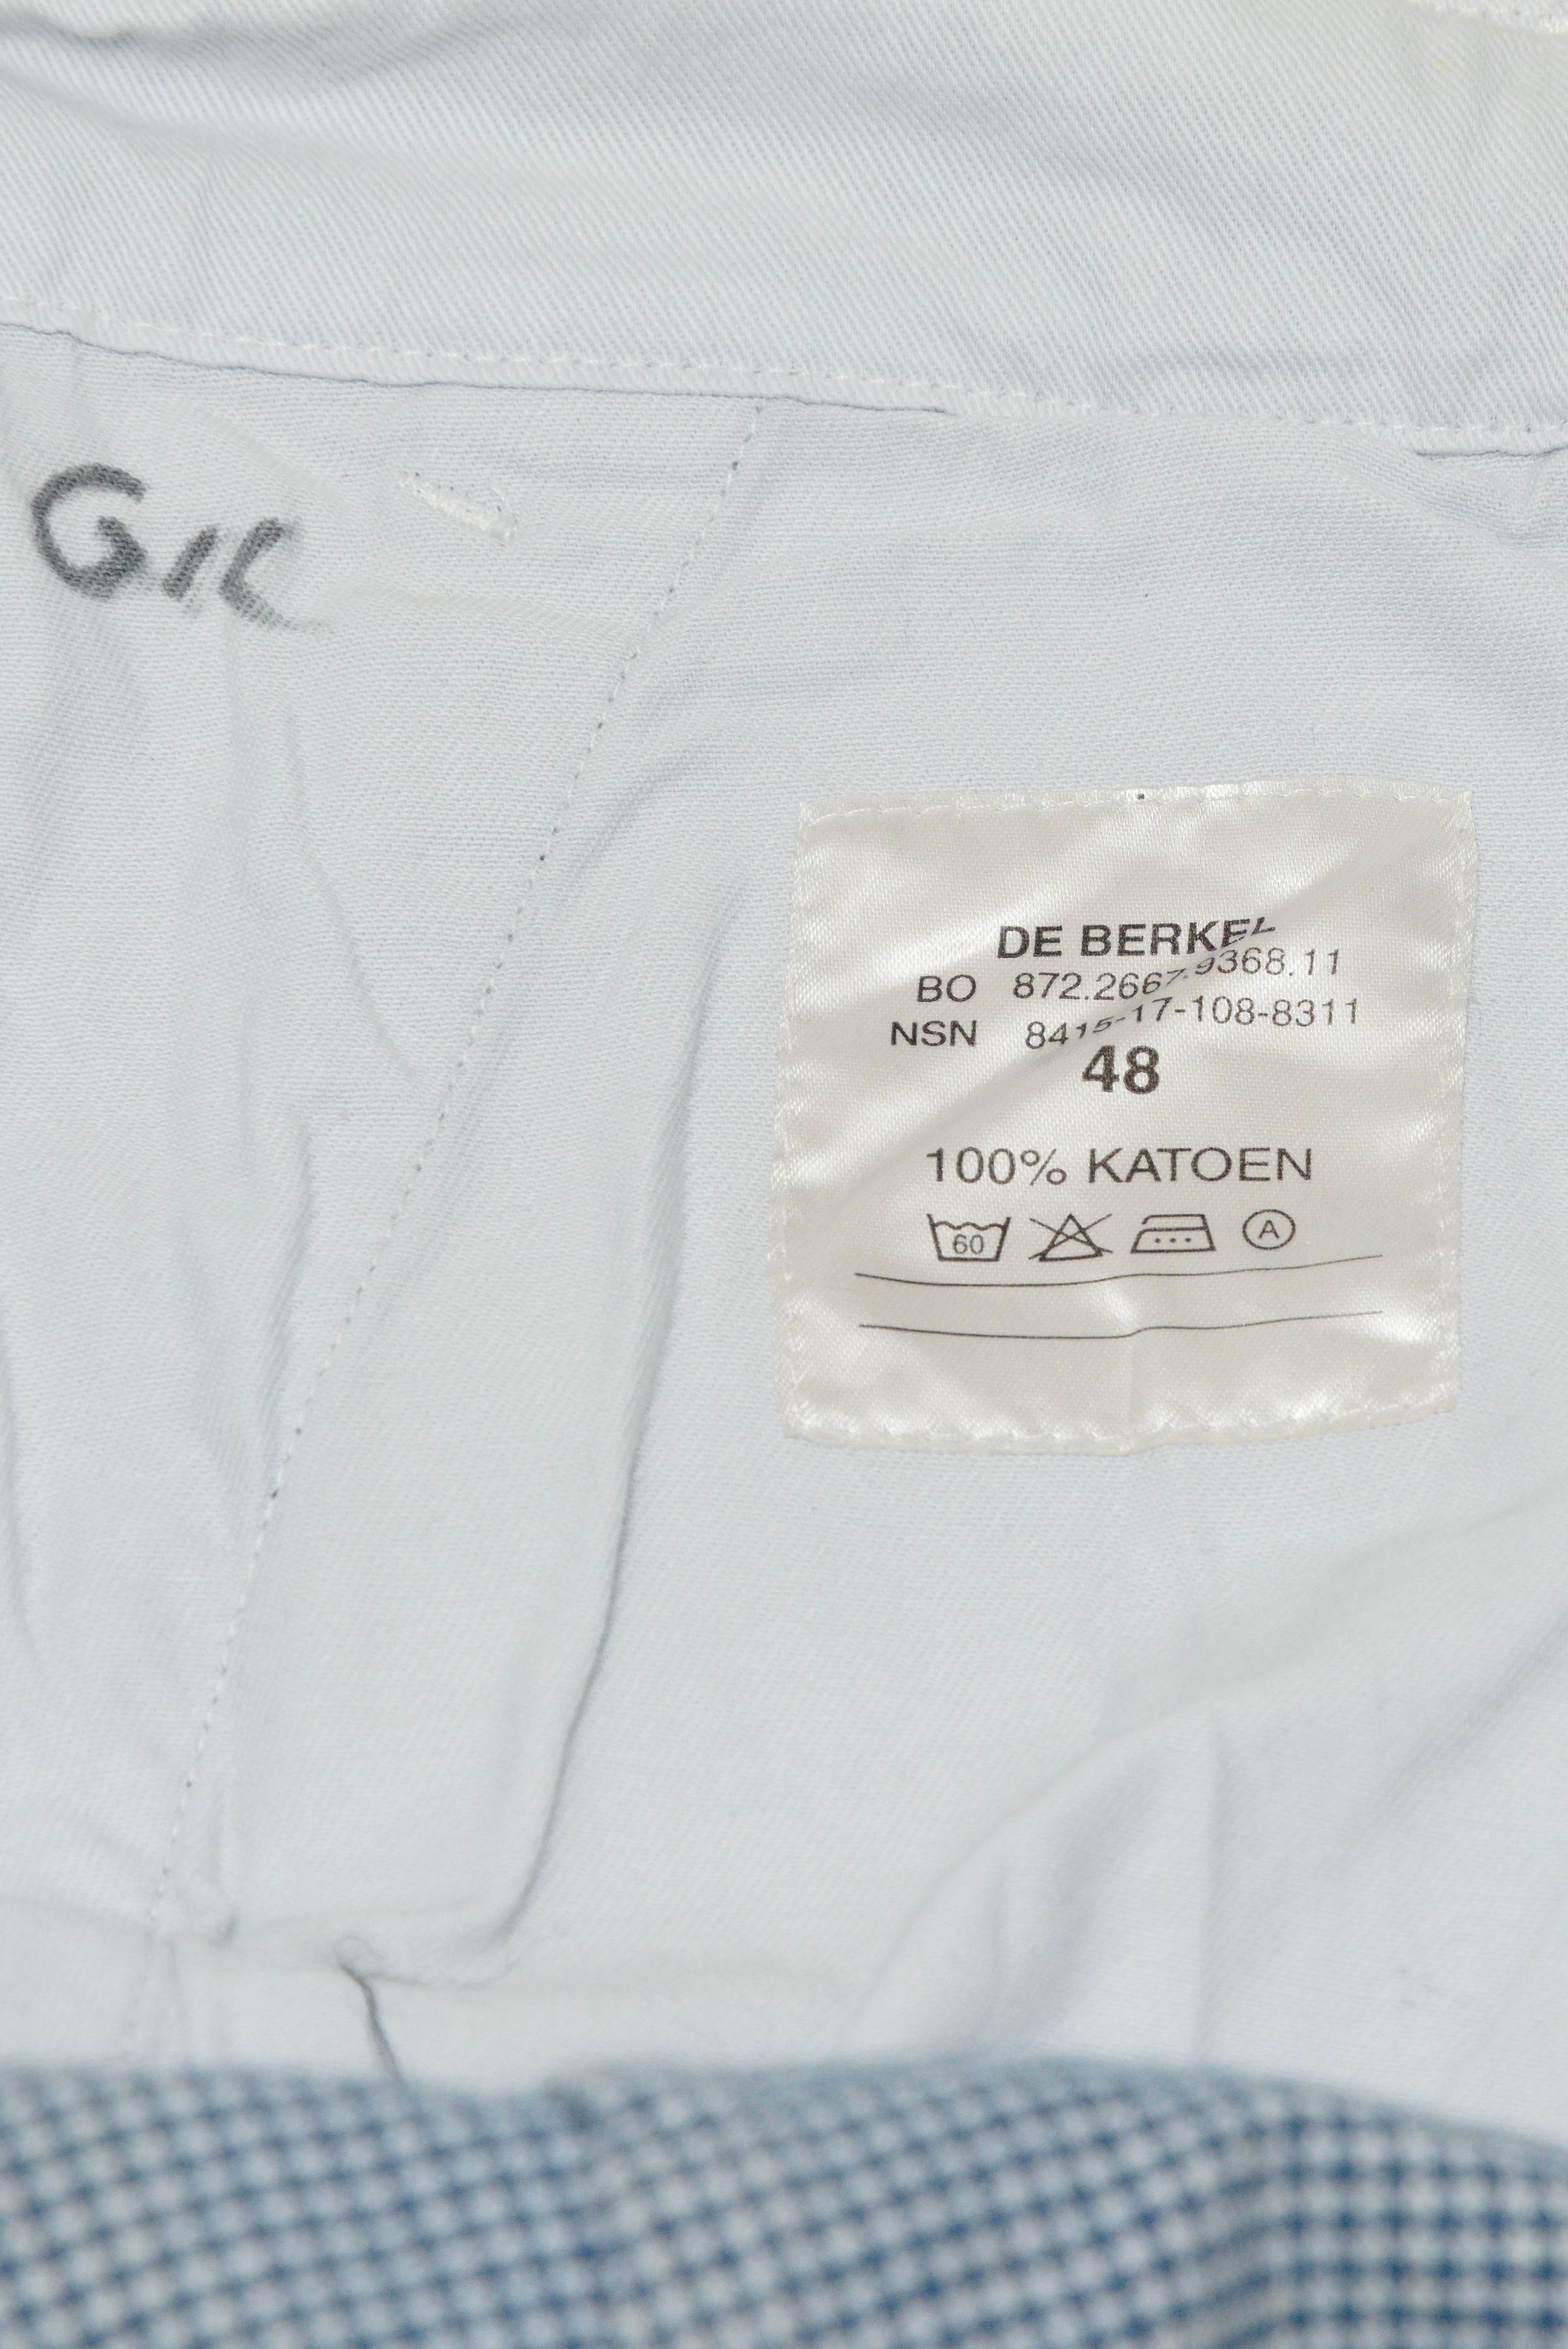 GIL
DE BERKEL
BO 872.2667.9368.11
NSN 8415-17-108-8311
48
100% KATOEN
60 A